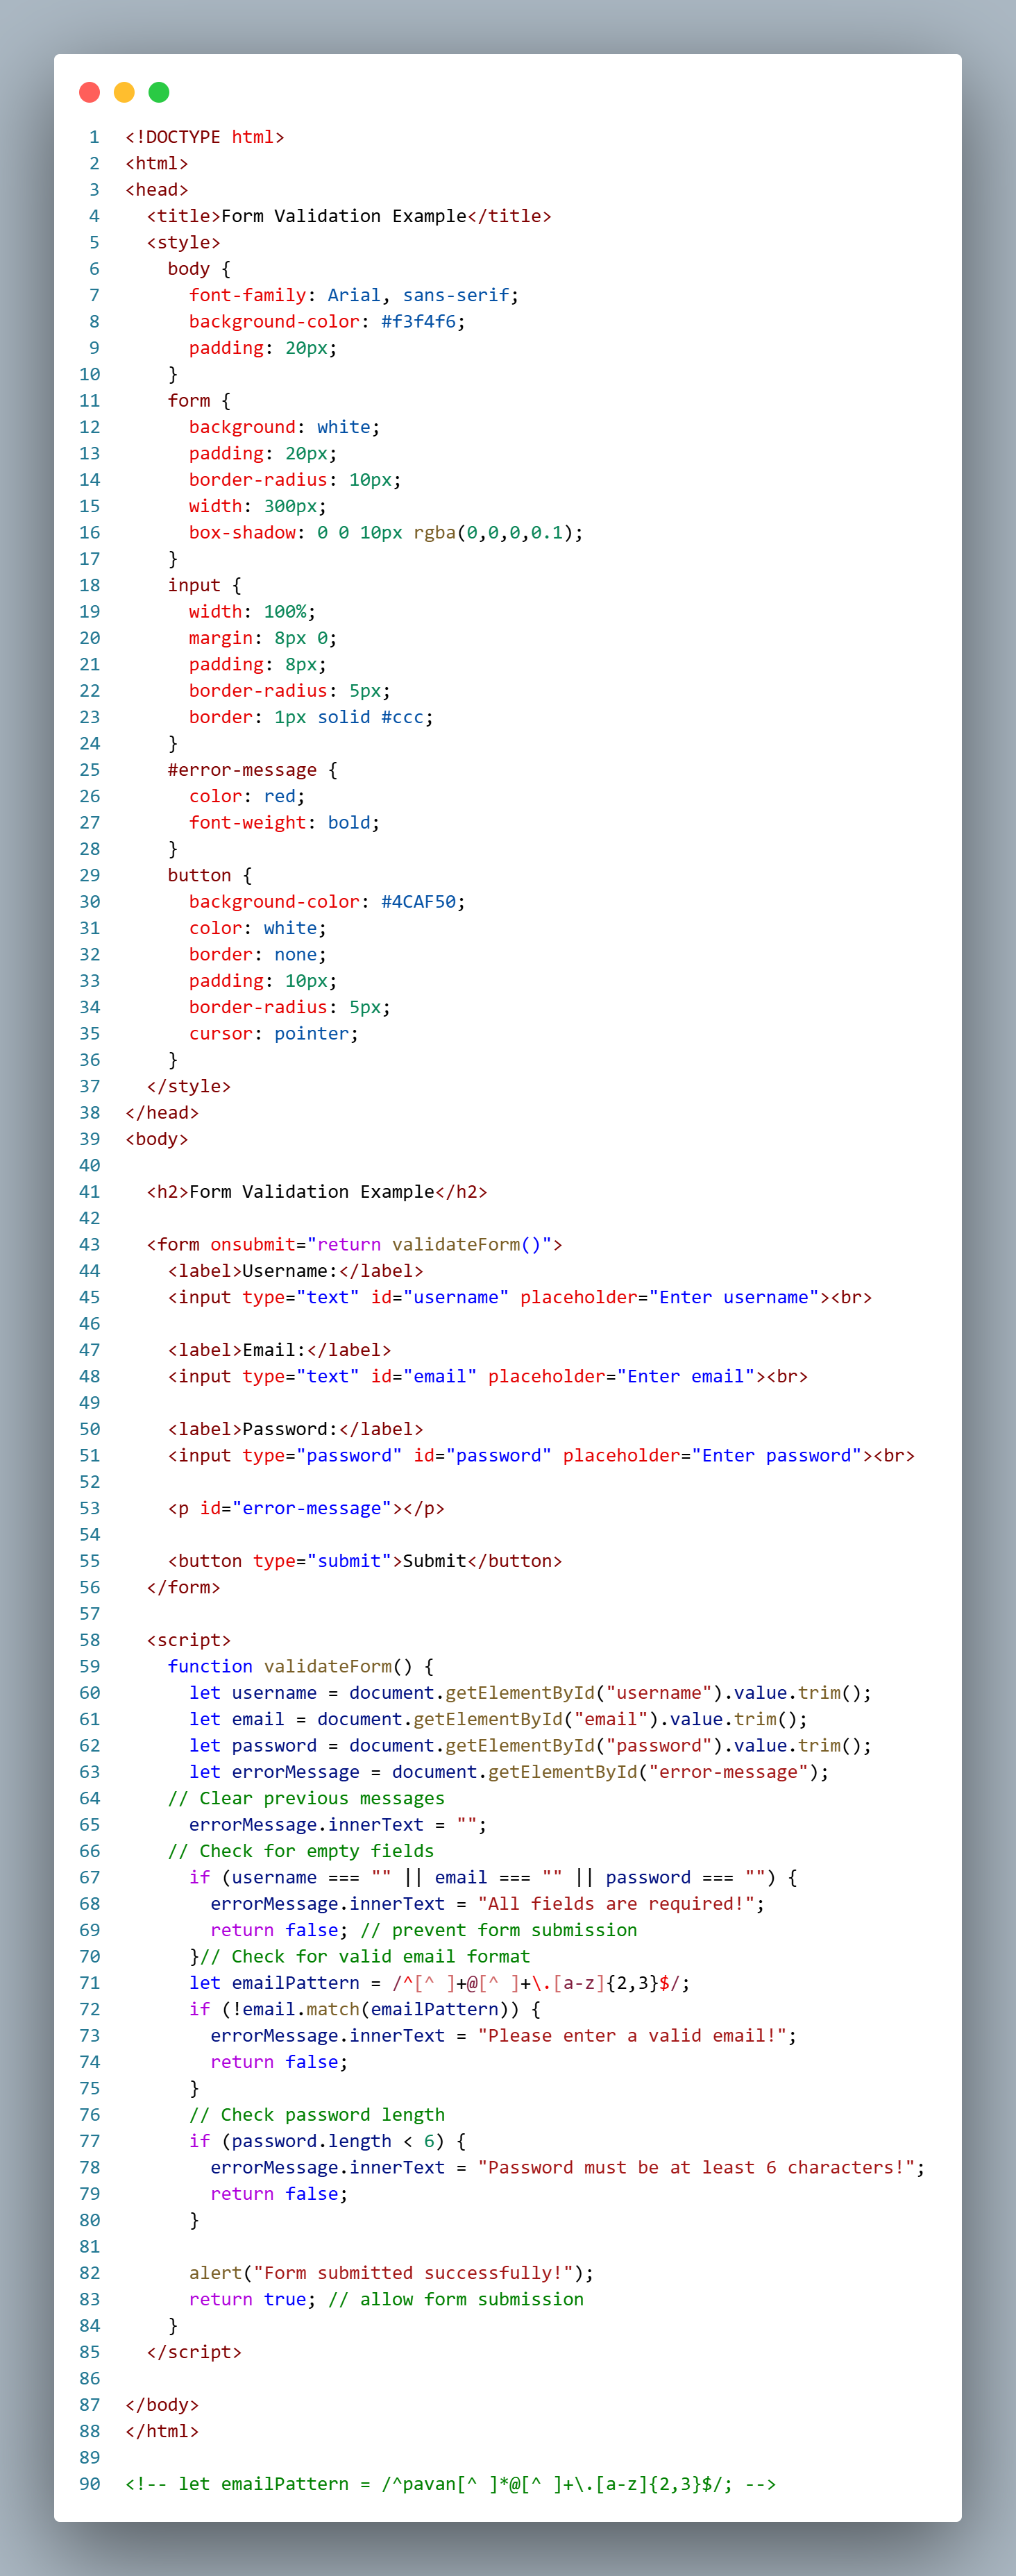 1 <!DOCTYPE html>
2 <html>
3 <head>
4   <title>Form Validation Example</title>
5   <style>
6     body {
7       font-family: Arial, sans-serif;
8       background-color: #f3f4f6;
9       padding: 20px;
10     }
11     form {
12       background: white;
13       padding: 20px;
14       border-radius: 10px;
15       width: 300px;
16       box-shadow: 0 0 10px rgba(0,0,0,0.1);
17     }
18     input {
19       width: 100%;
20       margin: 8px 0;
21       padding: 8px;
22       border-radius: 5px;
23       border: 1px solid #ccc;
24     }
25     #error-message {
26       color: red;
27       font-weight: bold;
28     }
29     button {
30       background-color: #4CAF50;
31       color: white;
32       border: none;
33       padding: 10px;
34       border-radius: 5px;
35       cursor: pointer;
36     }
37   </style>
38 </head>
39 <body>
40
41   <h2>Form Validation Example</h2>
42
43   <form onsubmit="return validateForm()">
44     <label>Username:</label>
45     <input type="text" id="username" placeholder="Enter username"><br>
46
47     <label>Email:</label>
48     <input type="text" id="email" placeholder="Enter email"><br>
49
50     <label>Password:</label>
51     <input type="password" id="password" placeholder="Enter password"><br>
52
53     <p id="error-message"></p>
54
55     <button type="submit">Submit</button>
56   </form>
57
58   <script>
59     function validateForm() {
60       let username = document.getElementById("username").value.trim();
61       let email = document.getElementById("email").value.trim();
62       let password = document.getElementById("password").value.trim();
63       let errorMessage = document.getElementById("error-message");
64     // Clear previous messages
65       errorMessage.innerText = "";
66     // Check for empty fields
67       if (username === "" || email === "" || password === "") {
68         errorMessage.innerText = "All fields are required!";
69         return false; // prevent form submission
70       }// Check for valid email format
71       let emailPattern = /^[^ ]+@[^ ]+\.[a-z]{2,3}$/;
72       if (!email.match(emailPattern)) {
73         errorMessage.innerText = "Please enter a valid email!";
74         return false;
75       }
76       // Check password length
77       if (password.length < 6) {
78         errorMessage.innerText = "Password must be at least 6 characters!";
79         return false;
80       }
81
82       alert("Form submitted successfully!");
83       return true; // allow form submission
84     }
85   </script>
86
87 </body>
88 </html>
89
90 <!-- let emailPattern = /^pavan[^ ]*@[^ ]+\.[a-z]{2,3}$/; -->